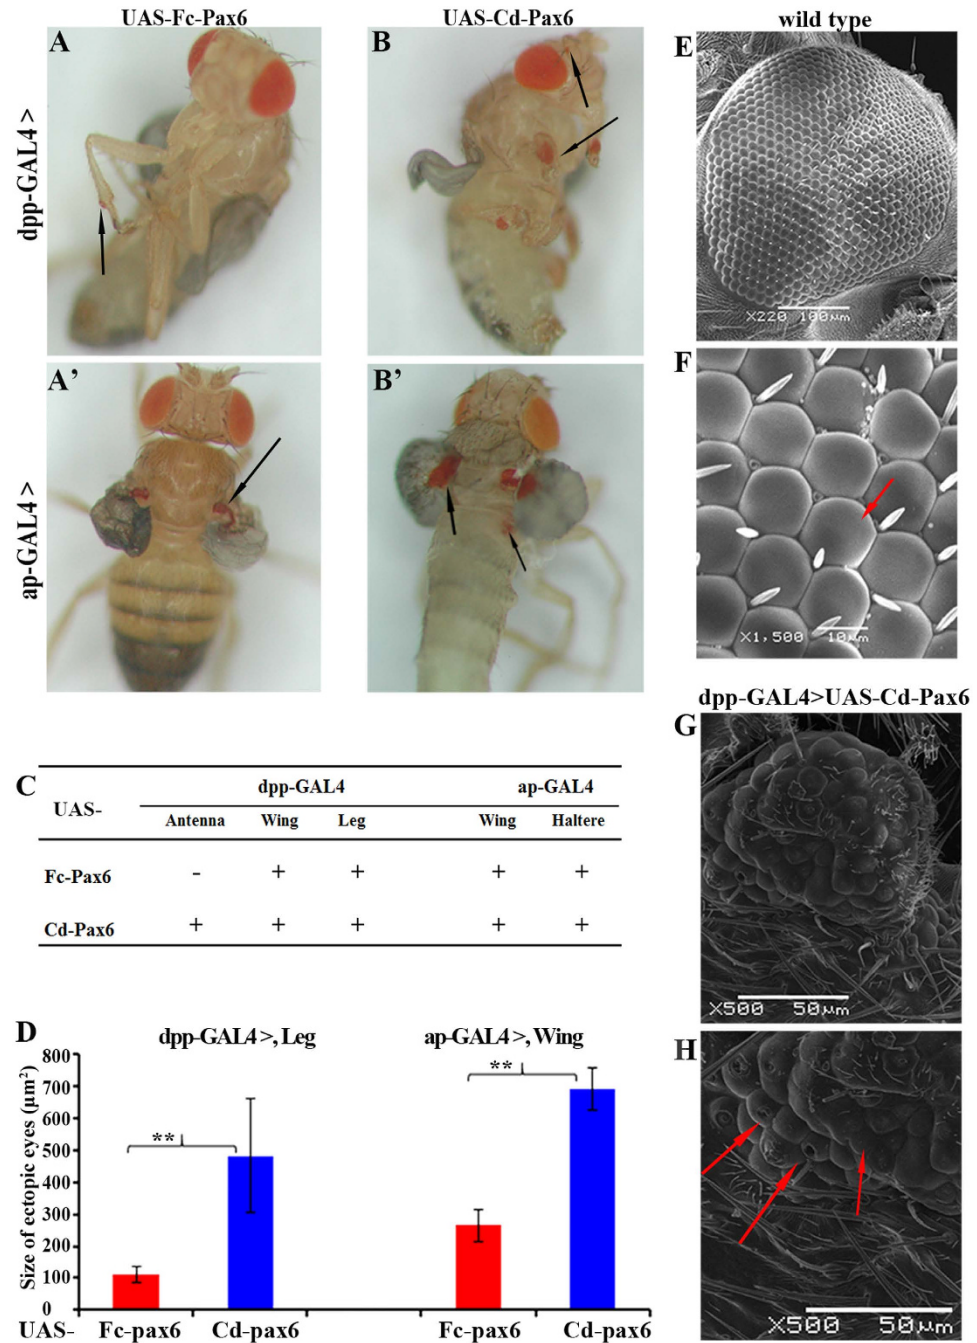 UAS-Fc-Pax6
UAS-Cd-Pax6
wild type
A
B
E
dpp-GAL4 >
X220 100µm
F
A’
B’
ap-GAL4 >
X1,500 10µm
dpp-GAL4>UAS-Cd-Pax6
G
C
UAS-
dpp-GAL4
ap-GAL4
Antenna
Wing
Leg
Wing
Haltere
Fc-Pax6 - + + + +
Cd-Pax6 + + + + +
X500 50µm
D
dpp-GAL4 >, Leg
ap-GAL4 >, Wing
H
Size of ectopic eyes (µm²)
800
700
600
500
400
300
200
100
0
**
**
UAS- Fc-pax6 Cd-pax6 Fc-pax6 Cd-pax6
X500 50µm